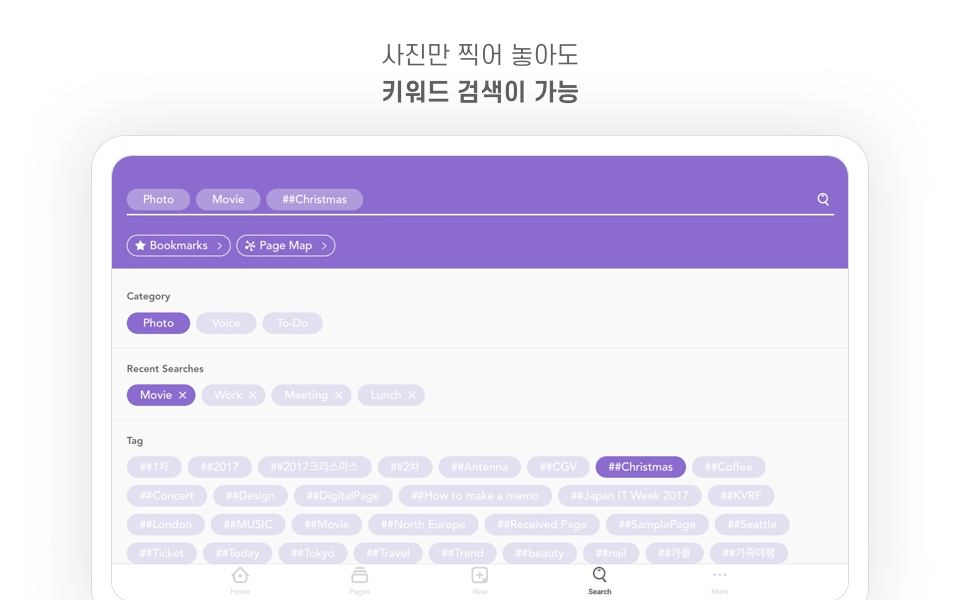 사진만 찍어 놓아도
키워드 검색이 가능
Photo Movie ##Christmas
Bookmarks Page Map
Category
Photo Voice To-Do
Recent Searches
Movie Work Meeting Lunch
Tag
##1차 ##2017 ##2017크리스마스 ##2차 ##Antenna ##CGV ##Christmas ##Coffee
##Concert ##Design ##DigitalPage ##How to make a memo ##Japan IT Week 2017 ##KVRF
##London ##MUSIC ##Movie ##North Europe ##Received Page ##SamplePage ##Seattle
##Ticket ##Today ##Tokyo ##Travel ##Trend ##beauty ##nail ##가을 ##가족여행
Home Pages New Search More